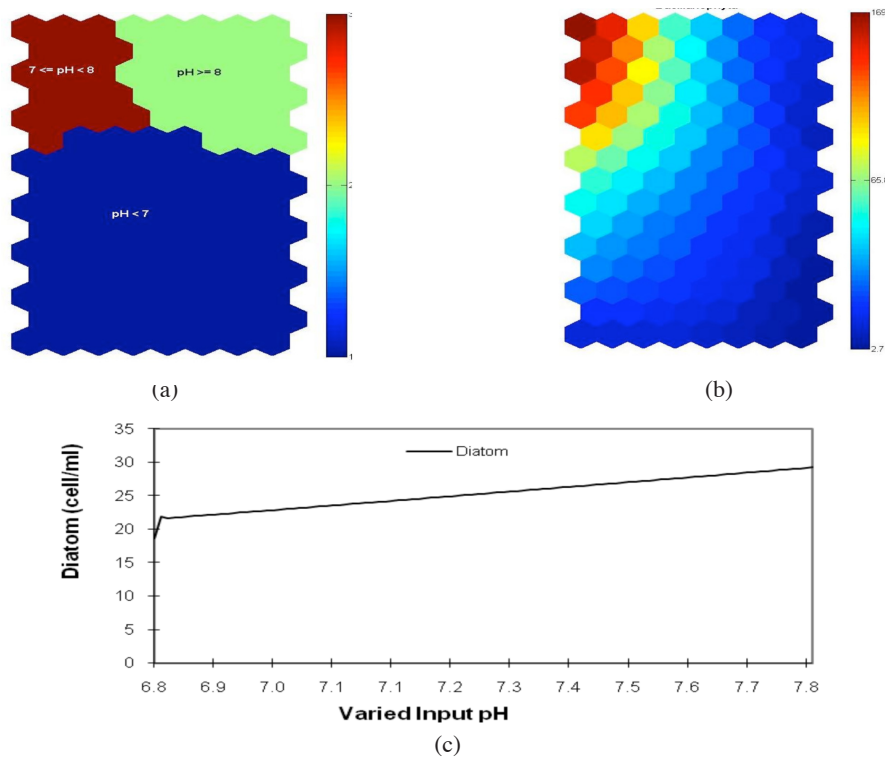 3
7 <= pH < 8
pH >= 8
2
pH < 7
1
169
65.8
2.7
(a)
(b)
35
30
25
20
15
10
5
0
Diatom
Diatom (cell/ml)
6.8 6.9 7.0 7.1 7.1 7.2 7.3 7.4 7.5 7.6 7.7 7.8
Varied Input pH
(c)